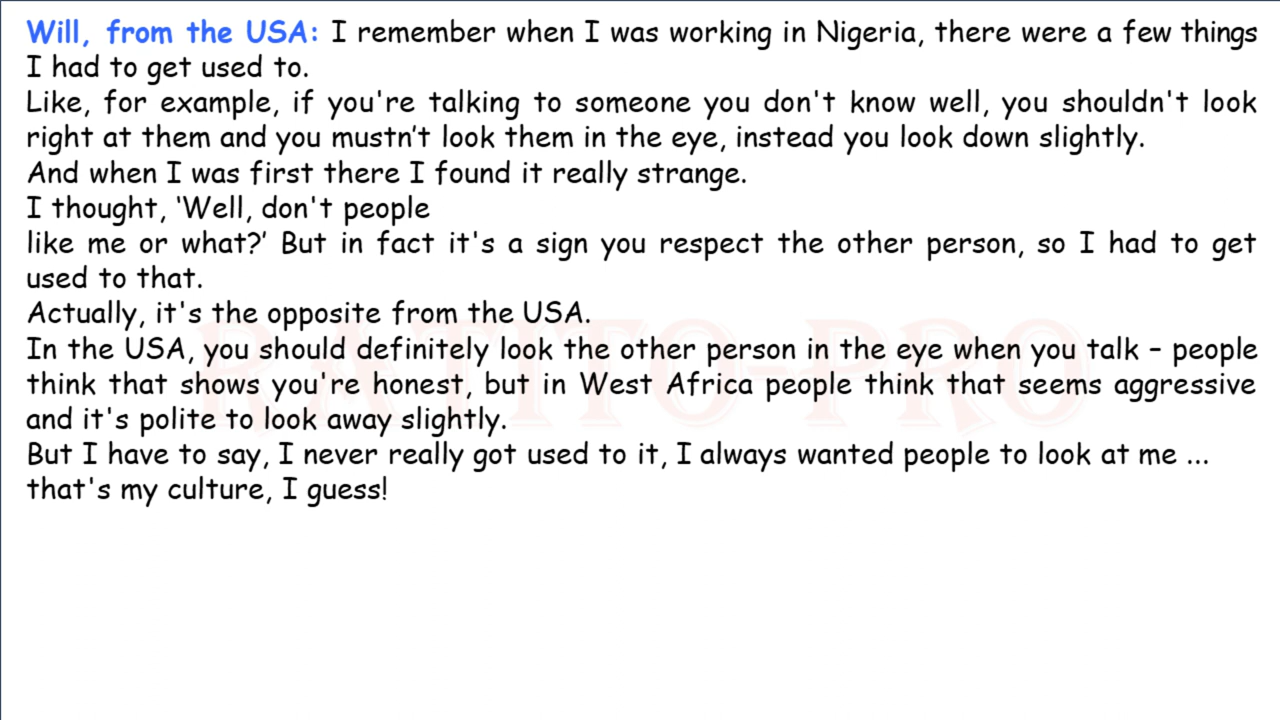 Will, from the USA: I remember when I was working in Nigeria, there were a few things
I had to get used to.
Like, for example, if you're talking to someone you don't know well, you shouldn't look
right at them and you mustn’t look them in the eye, instead you look down slightly.
And when I was first there I found it really strange.
I thought, ‘Well, don't people
like me or what?’ But in fact it's a sign you respect the other person, so I had to get
used to that.
Actually, it's the opposite from the USA.
In the USA, you should definitely look the other person in the eye when you talk – people
think that shows you're honest, but in West Africa people think that seems aggressive
and it's polite to look away slightly.
But I have to say, I never really got used to it, I always wanted people to look at me ...
that's my culture, I guess!
RATITO-PRO